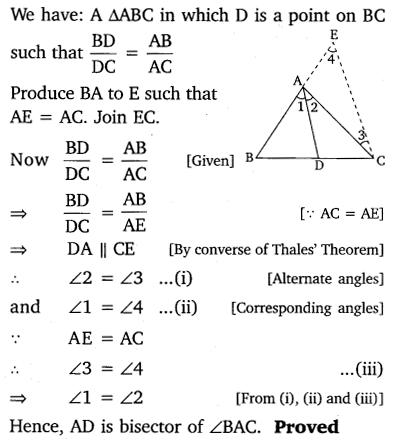 We have: A ΔABC in which D is a point on BC
such that BD/DC = AB/AC
Produce BA to E such that
AE = AC. Join EC.
E
4
A
1 2
3
B
D
C
Now BD/DC = AB/AC [Given]
⇒ BD/DC = AB/AE [∵ AC = AE]
⇒ DA ∥ CE [By converse of Thales' Theorem]
∴ ∠2 = ∠3 ...(i) [Alternate angles]
and ∠1 = ∠4 ...(ii) [Corresponding angles]
∵ AE = AC
∴ ∠3 = ∠4 ...(iii)
⇒ ∠1 = ∠2 [From (i), (ii) and (iii)]
Hence, AD is bisector of ∠BAC. Proved